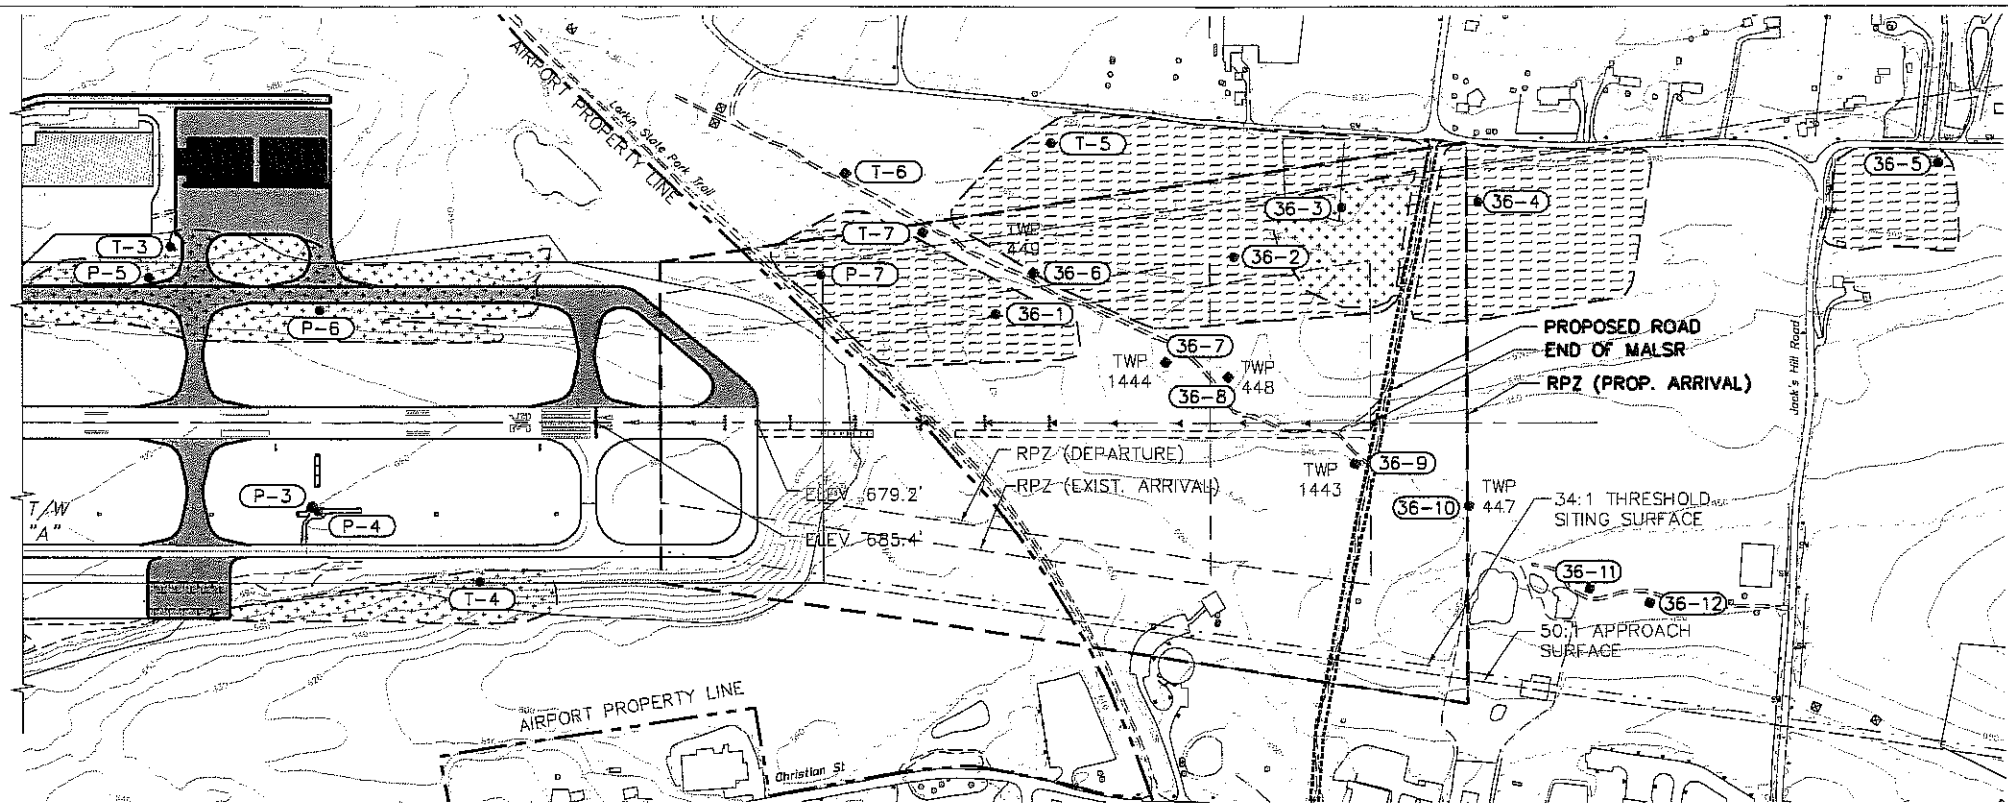 AIRPORT PROPERTY LINE
Larkin State Park Trail
T-5
T-6
36-5
36-3
36-4
T-3
T-7
TWP
449
P-5
P-7
36-6
36-2
P-6
36-1
PROPOSED ROAD
END OF MALSR
RPZ (PROP. ARRIVAL)
36-7
TWP
1444
TWP
448
36-8
Jack's Hill Road
RPZ (DEPARTURE)
RPZ (EXIST. ARRIVAL)
TWP
1443
36-9
P-3
P-4
T/W
"A"
ELEV. 679.2'
ELEV. 685.4'
36-10
TWP
447
34:1 THRESHOLD
SITING SURFACE
T-4
36-11
36-12
50:1 APPROACH
SURFACE
AIRPORT PROPERTY LINE
Christian St